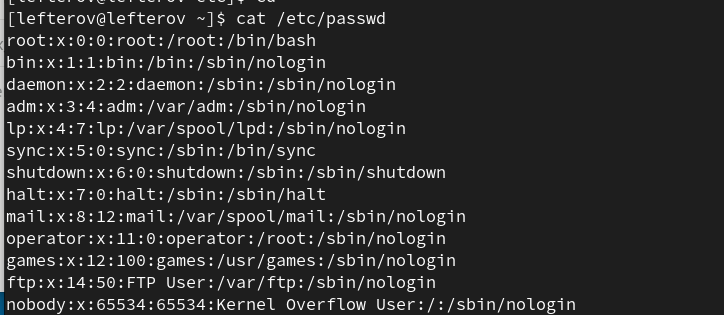 [lefterov@lefterov ~]$ cat /etc/passwd
root:x:0:0:root:/root:/bin/bash
bin:x:1:1:bin:/bin:/sbin/nologin
daemon:x:2:2:daemon:/sbin:/sbin/nologin
adm:x:3:4:adm:/var/adm:/sbin/nologin
lp:x:4:7:lp:/var/spool/lpd:/sbin/nologin
sync:x:5:0:sync:/sbin:/bin/sync
shutdown:x:6:0:shutdown:/sbin:/sbin/shutdown
halt:x:7:0:halt:/sbin:/sbin/halt
mail:x:8:12:mail:/var/spool/mail:/sbin/nologin
operator:x:11:0:operator:/root:/sbin/nologin
games:x:12:100:games:/usr/games:/sbin/nologin
ftp:x:14:50:FTP User:/var/ftp:/sbin/nologin
nobody:x:65534:65534:Kernel Overflow User:/:/sbin/nologin